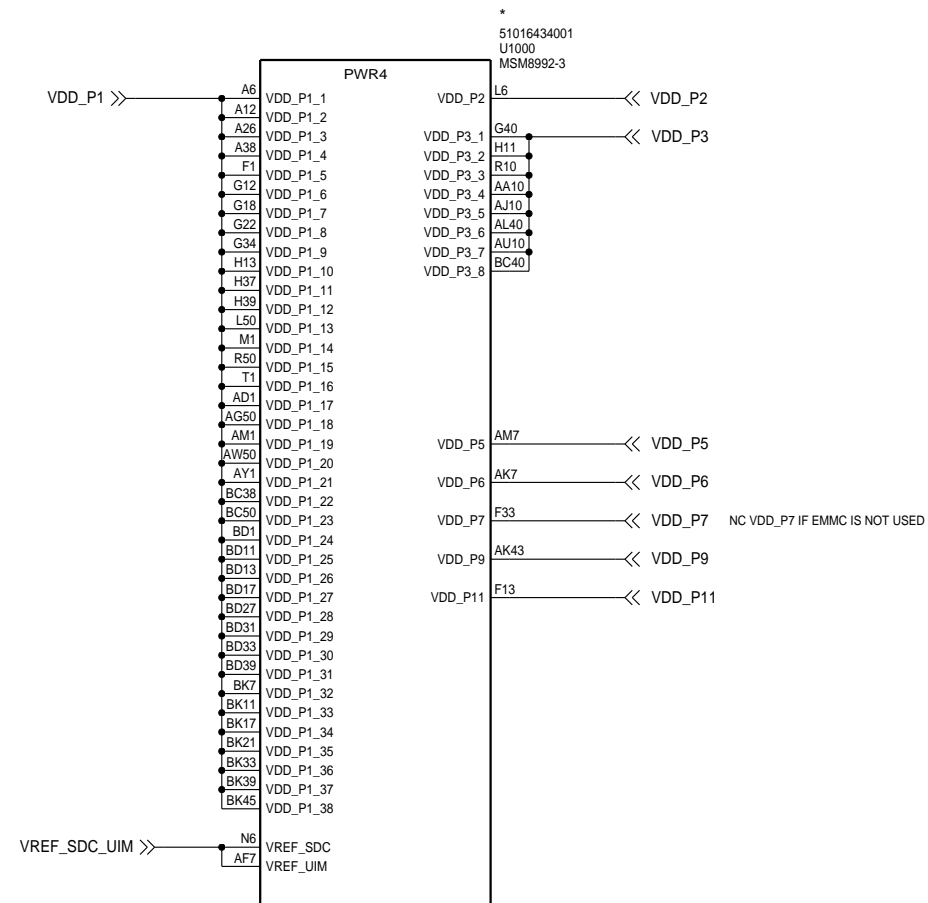 *
51016434001
U1000
MSM8992-3
PWR4
VDD_P1 A6 VDD_P1_1 VDD_P2 L6 VDD_P2
A12 VDD_P1_2
A26 VDD_P1_3 VDD_P3_1 G40 VDD_P3
A38 VDD_P1_4 VDD_P3_2 H11
F1 VDD_P1_5 VDD_P3_3 R10
G12 VDD_P1_6 VDD_P3_4 AA10
G18 VDD_P1_7 VDD_P3_5 AJ10
G22 VDD_P1_8 VDD_P3_6 AL40
G34 VDD_P1_9 VDD_P3_7 AU10
H13 VDD_P1_10 VDD_P3_8 BC40
H37 VDD_P1_11
H39 VDD_P1_12
L50 VDD_P1_13
M1 VDD_P1_14
R50 VDD_P1_15
T1 VDD_P1_16
AD1 VDD_P1_17
AG50 VDD_P1_18
AM1 VDD_P1_19 VDD_P5 AM7 VDD_P5
AW50 VDD_P1_20
AY1 VDD_P1_21 VDD_P6 AK7 VDD_P6
BC38 VDD_P1_22
BC50 VDD_P1_23 VDD_P7 F33 VDD_P7 NC VDD_P7 IF EMMC IS NOT USED
BD1 VDD_P1_24
BD11 VDD_P1_25 VDD_P9 AK43 VDD_P9
BD13 VDD_P1_26
BD17 VDD_P1_27 VDD_P11 F13 VDD_P11
BD27 VDD_P1_28
BD31 VDD_P1_29
BD33 VDD_P1_30
BD39 VDD_P1_31
BK7 VDD_P1_32
BK11 VDD_P1_33
BK17 VDD_P1_34
BK21 VDD_P1_35
BK33 VDD_P1_36
BK39 VDD_P1_37
BK45 VDD_P1_38
VREF_SDC_UIM N6 VREF_SDC
AF7 VREF_UIM